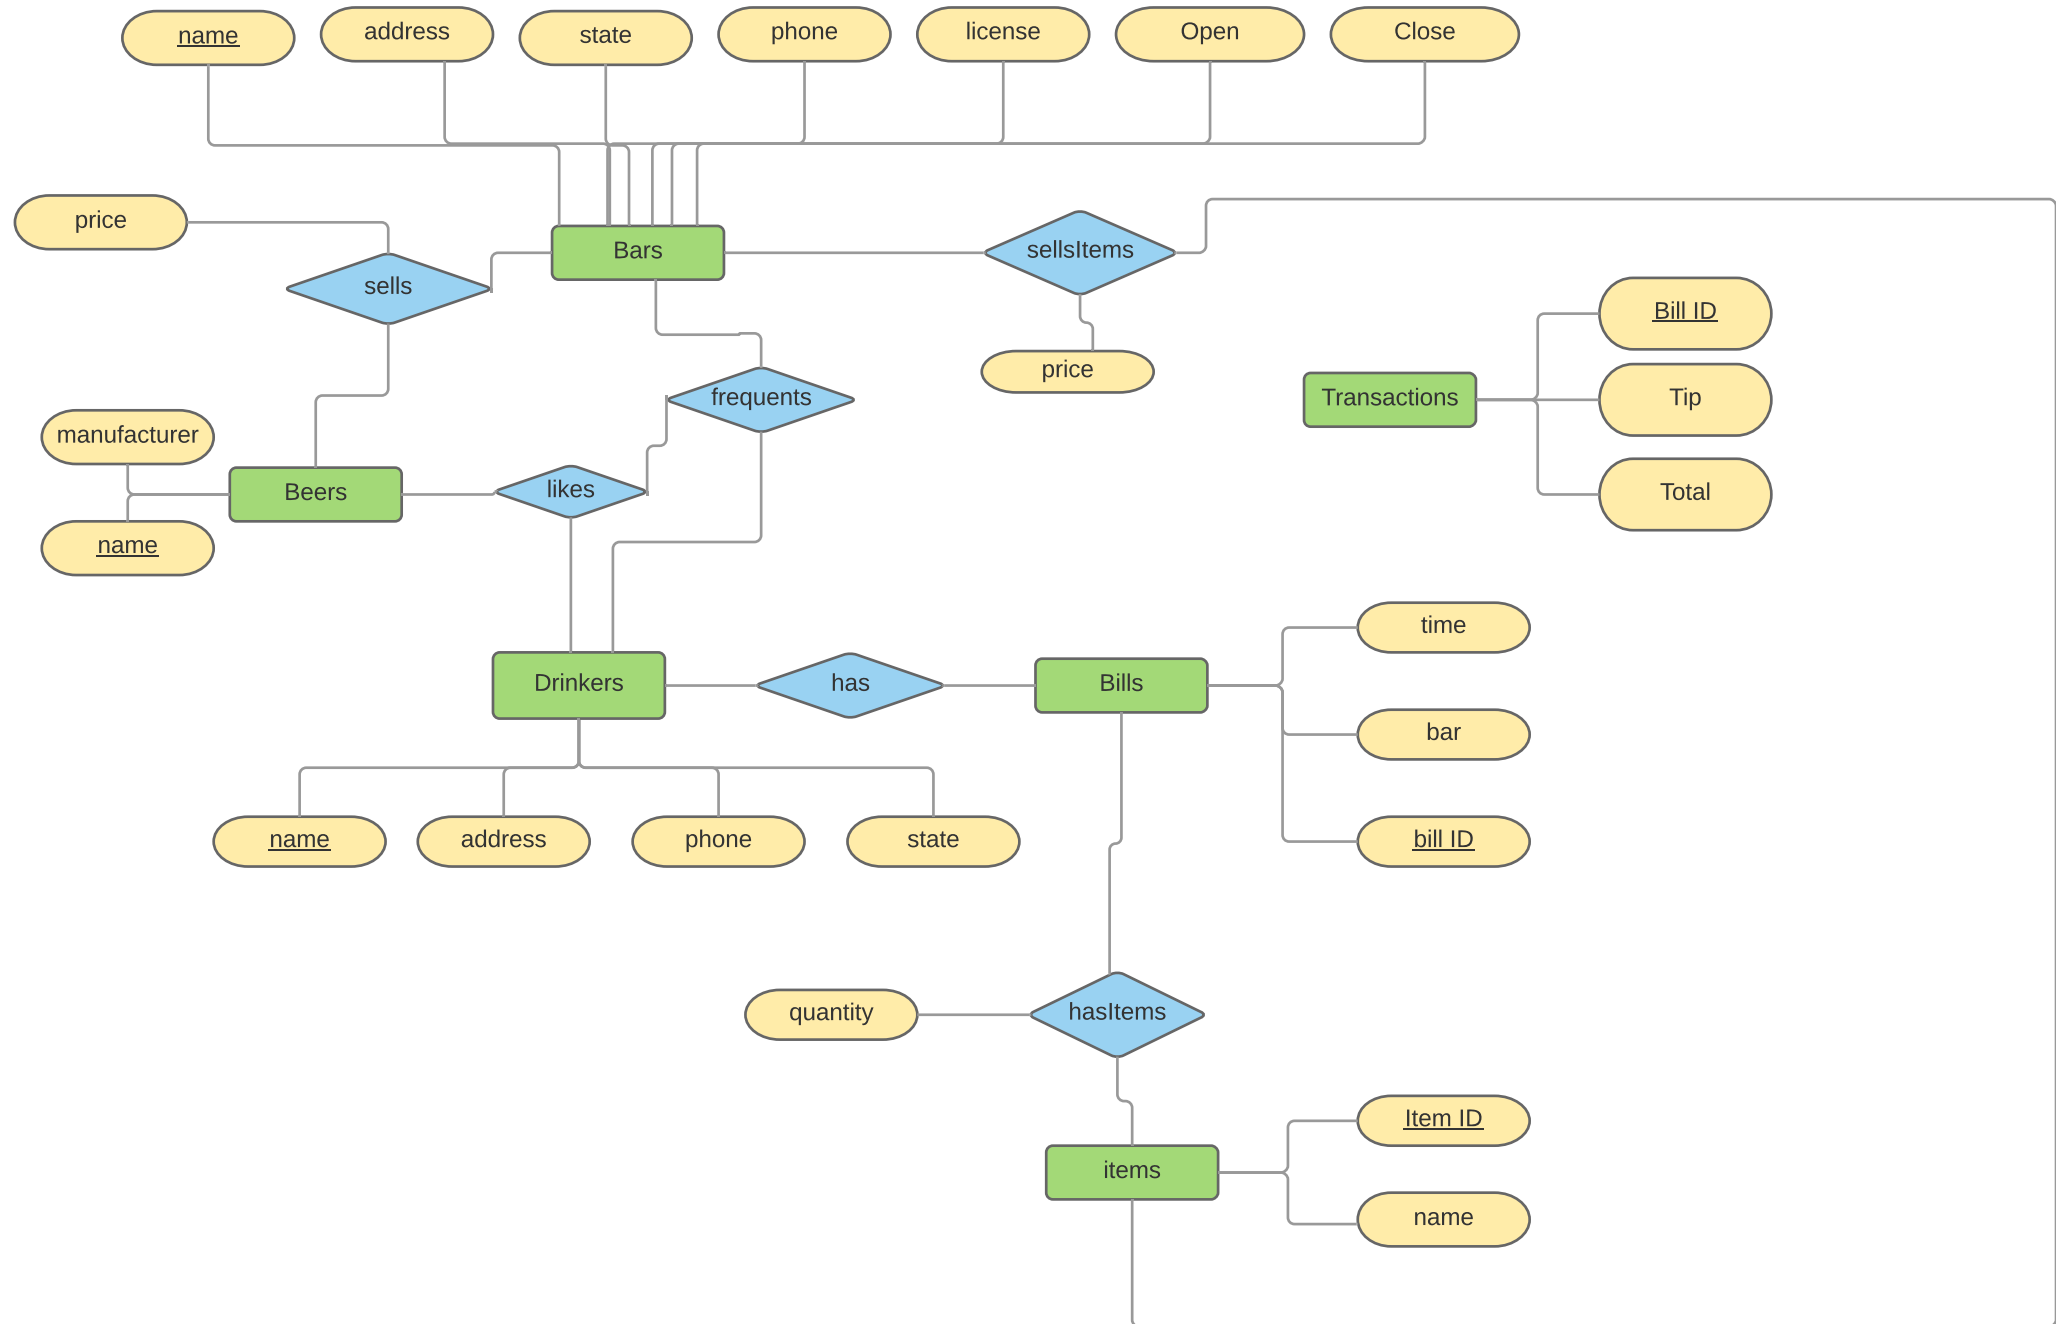 name
address
state
phone
license
Open
Close
price
Bars
sellsItems
sells
Bill ID
price
frequents
Transactions
Tip
manufacturer
Beers
likes
Total
name
time
Drinkers
has
Bills
bar
name
address
phone
state
bill ID
quantity
hasItems
Item ID
items
name